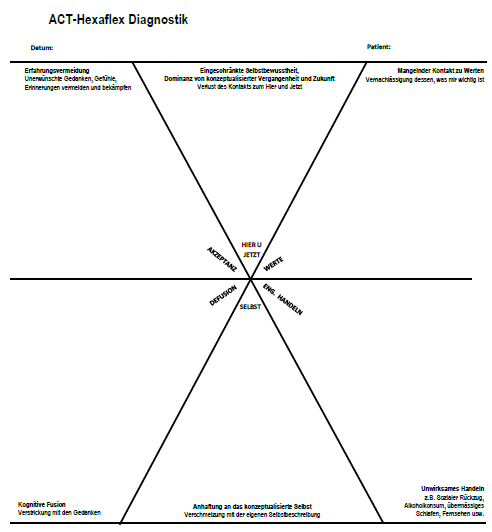 ACT-Hexaflex Diagnostik
Datum:
Patient:
Erfahrungsvermeidung
Unerwünschte Gedanken, Gefühle,
Erinnerungen vermeiden und bekämpfen
Eingeschränkte Selbstbewusstheit,
Dominanz von konzeptualisierter Vergangenheit und Zukunft
Verlust des Kontakts zum Hier und Jetzt
Mangelnder Kontakt zu Werten
Vernachlässigung dessen, was mir wichtig ist
AKZEPTANZ
HIER U
JETZT
WERTE
DEFUSION
SELBST
ENG. HANDELN
Kognitive Fusion
Verstrickung mit den Gedanken
Anhaftung an das konzeptualisierte Selbst
Verschmelzung mit der eigenen Selbstbeschreibung
Unwirksames Handeln
z.B. Sozialer Rückzug,
Alkoholkonsum, übermässiges
Schlafen, Fernsehen usw.